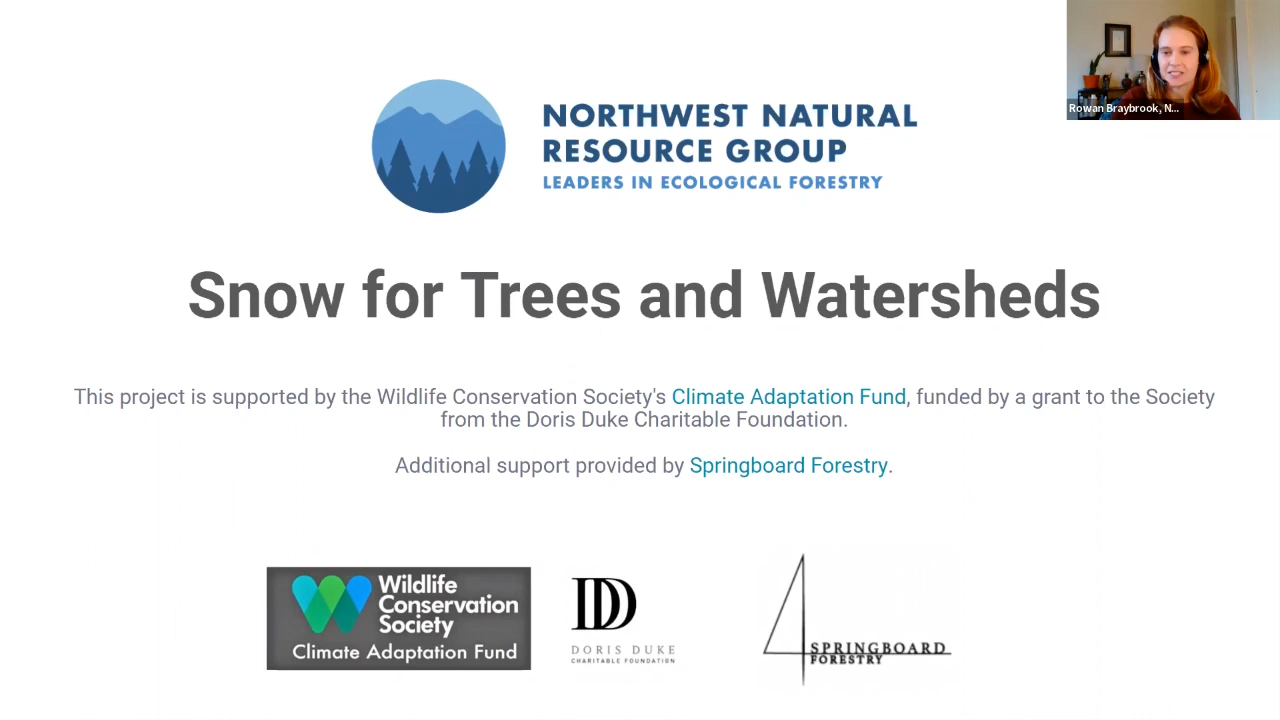 Rowan Braybrook, N...
NORTHWEST NATURAL
RESOURCE GROUP
LEADERS IN ECOLOGICAL FORESTRY
Snow for Trees and Watersheds
This project is supported by the Wildlife Conservation Society's Climate Adaptation Fund, funded by a grant to the Society
from the Doris Duke Charitable Foundation.
Additional support provided by Springboard Forestry.
Wildlife
Conservation
Society
Climate Adaptation Fund
DD
DORIS DUKE
CHARITABLE FOUNDATION
SPRINGBOARD
FORESTRY